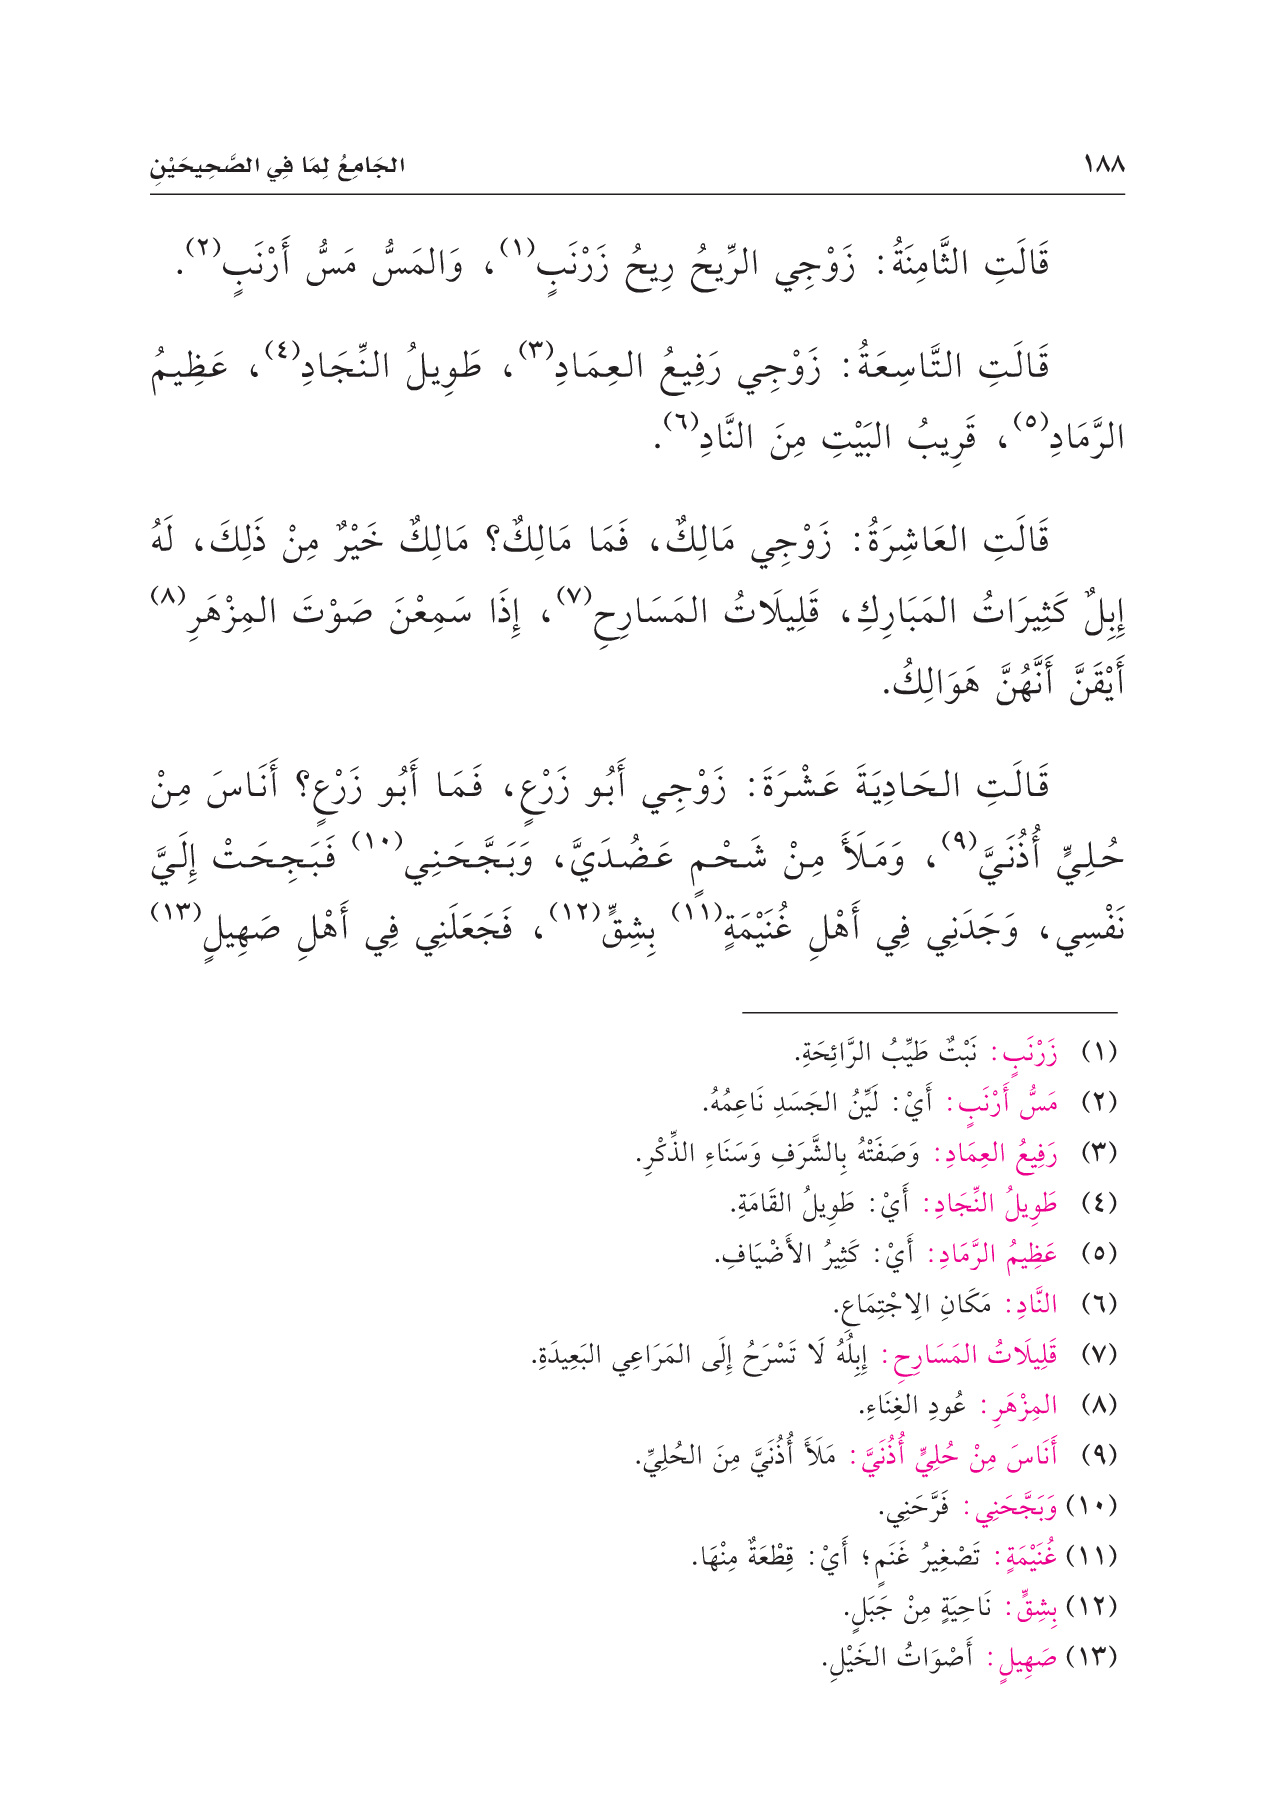 ١٨٨ الجَامِعُ لِمَا فِي الصَّحِيحَيْنِ
قَالَتِ الثَّامِنَةُ: زَوْجِي الرِّيحُ رِيحُ زَرْنَبٍ(١)، وَالمَسُّ مَسُّ أَرْنَبٍ(٢).
قَالَتِ التَّاسِعَةُ: زَوْجِي رَفِيعُ العِمَادِ(٣)، طَوِيلُ النِّجَادِ(٤)، عَظِيمُ
الرَّمَادِ(٥)، قَرِيبُ البَيْتِ مِنَ النَّادِ(٦).
قَالَتِ العَاشِرَةُ: زَوْجِي مَالِكٌ، فَمَا مَالِكٌ؟ مَالِكٌ خَيْرٌ مِنْ ذَلِكَ، لَهُ
إِبِلٌ كَثِيرَاتُ المَبَارِكِ، قَلِيلَاتُ المَسَارِحِ(٧)، إِذَا سَمِعْنَ صَوْتَ المِزْهَرِ(٨)
أَيْقَنَّ أَنَّهُنَّ هَوَالِكُ.
قَالَتِ الحَادِيَةَ عَشْرَةَ: زَوْجِي أَبُو زَرْعٍ، فَمَا أَبُو زَرْعٍ؟ أَنَاسَ مِنْ
حُلِيٍّ أُذُنَيَّ(٩)، وَمَلَأَ مِنْ شَحْمٍ عَضُدَيَّ، وَبَجَّحَنِي(١٠) فَبَجِحَتْ إِلَيَّ
نَفْسِي، وَجَدَنِي فِي أَهْلِ غُنَيْمَةٍ(١١) بِشِقٍّ(١٢)، فَجَعَلَنِي فِي أَهْلِ صَهِيلٍ(١٣)
(١) زَرْنَبٍ: نَبْتٌ طَيِّبُ الرَّائِحَةِ.
(٢) مَسُّ أَرْنَبٍ: أَيْ: لَيِّنُ الجَسَدِ نَاعِمُهُ.
(٣) رَفِيعُ العِمَادِ: وَصَفَتْهُ بِالشَّرَفِ وَسَنَاءِ الذِّكْرِ.
(٤) طَوِيلُ النِّجَادِ: أَيْ: طَوِيلُ القَامَةِ.
(٥) عَظِيمُ الرَّمَادِ: أَيْ: كَثِيرُ الأَضْيَافِ.
(٦) النَّادِ: مَكَانِ الِاجْتِمَاعِ.
(٧) قَلِيلَاتُ المَسَارِحِ: إِبِلُهُ لَا تَسْرَحُ إِلَى المَرَاعِي البَعِيدَةِ.
(٨) المِزْهَرِ: عُودِ الغِنَاءِ.
(٩) أَنَاسَ مِنْ حُلِيٍّ أُذُنَيَّ: مَلَأَ أُذُنَيَّ مِنَ الحُلِيِّ.
(١٠) وَبَجَّحَنِي: فَرَّحَنِي.
(١١) غُنَيْمَةٍ: تَصْغِيرُ غَنَمٍ؛ أَيْ: قِطْعَةٌ مِنْهَا.
(١٢) بِشِقٍّ: نَاحِيَةٍ مِنْ جَبَلٍ.
(١٣) صَهِيلٍ: أَصْوَاتُ الخَيْلِ.